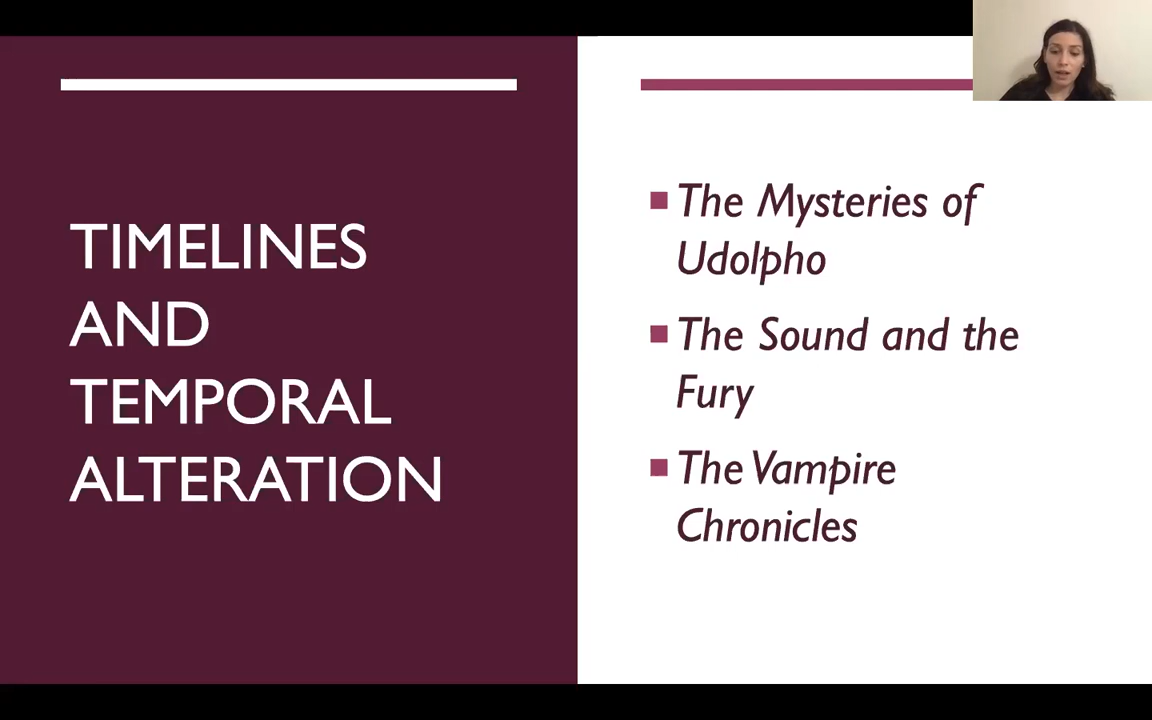 TIMELINES
AND
TEMPORAL
ALTERATION
The Mysteries of
Udolpho
The Sound and the
Fury
The Vampire
Chronicles